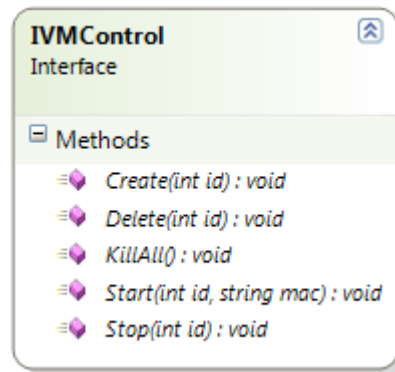 IVMControl
Interface
Methods
Create(int id) : void
Delete(int id) : void
KillAll() : void
Start(int id, string mac) : void
Stop(int id) : void